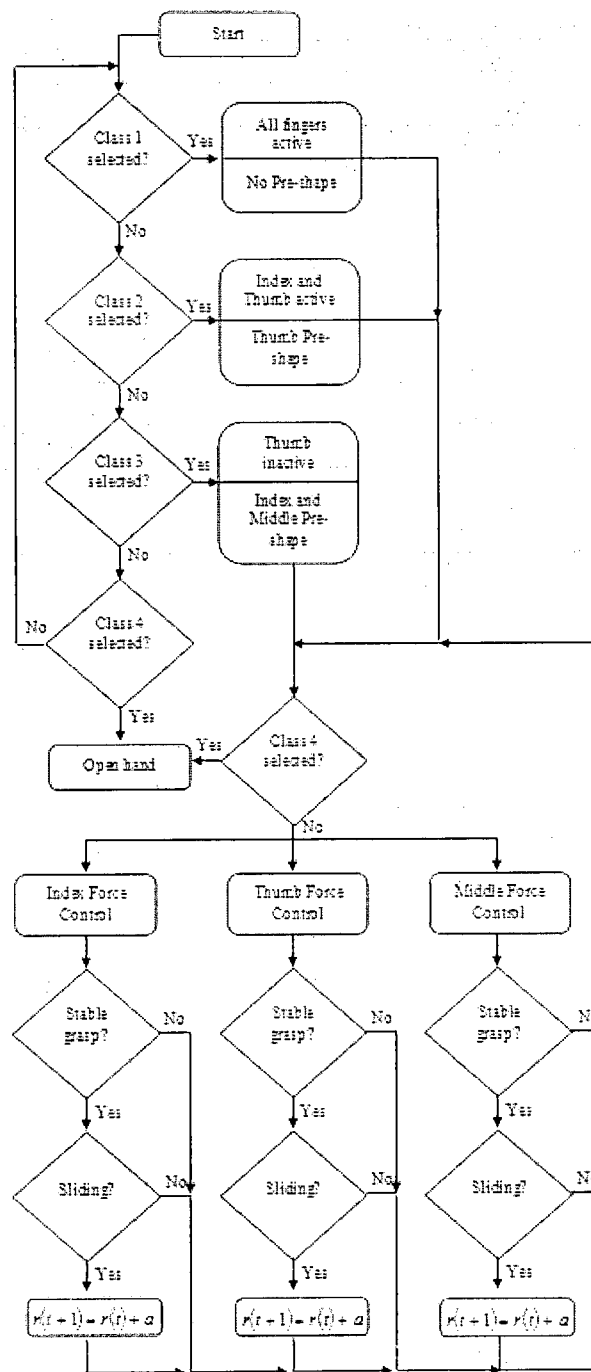 Start
Class 1
selected?
Yes
All fingers
active
No Pre-shape
No
Class 2
selected?
Yes
Index and
Thumb active
Thumb Pre-
shape
No
Class 3
selected?
Yes
Thumb
inactive
Index and
Middle Pre-
shape
No
No
Class 4
selected?
Yes
Open hand
Yes
Class 4
selected?
No
Index Force
Control
Thumb Force
Control
Middle Force
Control
Stable
grasp?
No
Stable
grasp?
No
Stable
grasp?
Yes
Yes
Yes
Sliding?
No
Sliding?
No
Sliding?
Yes
Yes
Yes
r(t + 1) = r(t) + a
r(t + 1) = r(t) + a
r(t + 1) = r(t) + a